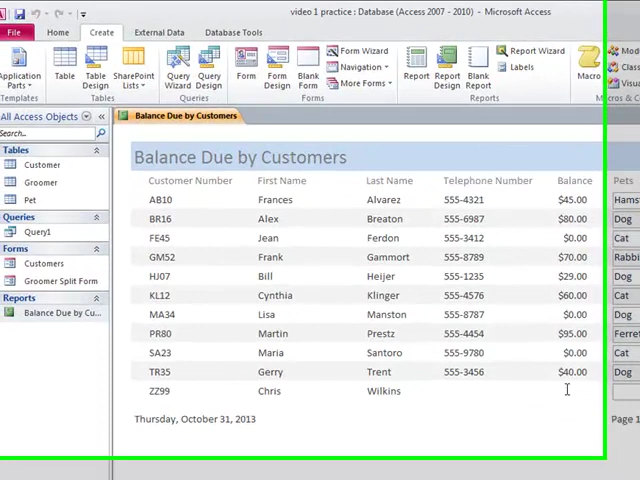 video 1 practice : Database (Access 2007 - 2010) - Microsoft Access
File Home Create External Data Database Tools
Application Parts
Templates
Table
Table Design
SharePoint Lists
Tables
Query Wizard
Query Design
Queries
Form
Form Design
Blank Form
Form Wizard
Navigation
More Forms
Forms
Report
Report Design
Blank Report
Report Wizard
Labels
Reports
Macro
All Access Objects
Search...
Tables
Customer
Groomer
Pet
Queries
Query1
Forms
Customers
Groomer Split Form
Reports
Balance Due by Cu...
Balance Due by Customers
Balance Due by Customers
Customer Number First Name Last Name Telephone Number Balance Pets
AB10 Frances Alvarez 555-4321 $45.00 Hams
BR16 Alex Breaton 555-6987 $80.00 Dog
FE45 Jean Ferdon 555-3412 $0.00 Cat
GM52 Frank Gammort 555-8789 $70.00 Rabbi
HJ07 Bill Heijer 555-1235 $29.00 Dog
KL12 Cynthia Klinger 555-4576 $60.00 Cat
MA34 Lisa Manston 555-8787 $0.00 Dog
PR80 Martin Prestz 555-4454 $95.00 Ferre
SA23 Maria Santoro 555-9780 $0.00 Cat
TR35 Gerry Trent 555-3456 $40.00 Dog
ZZ99 Chris Wilkins
Thursday, October 31, 2013 Page 1